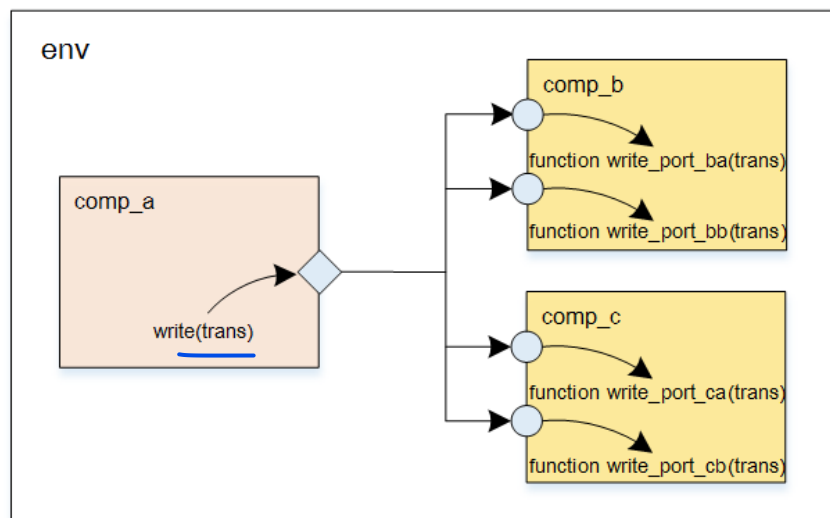 env
comp_a
write(trans)
comp_b
function write_port_ba(trans)
function write_port_bb(trans)
comp_c
function write_port_ca(trans)
function write_port_cb(trans)